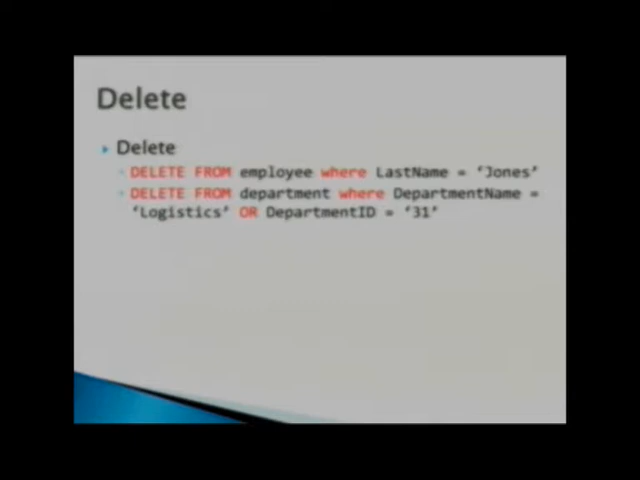 Delete
Delete
DELETE FROM employee where LastName = ‘Jones’
DELETE FROM department where DepartmentName =
‘Logistics’ OR DepartmentID = ‘31’